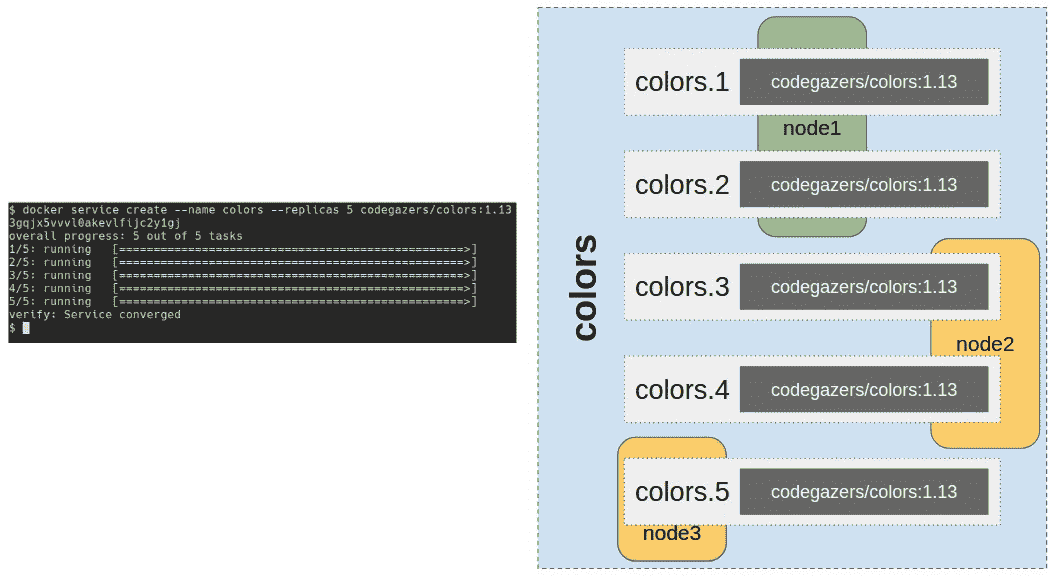 $ docker service create --name colors --replicas 5 codegazers/colors:1.13
3gqjx5vvvl0akevlfijc2y1gj
overall progress: 5 out of 5 tasks
1/5: running   [==================================================>]
2/5: running   [==================================================>]
3/5: running   [==================================================>]
4/5: running   [==================================================>]
5/5: running   [==================================================>]
verify: Service converged
$
colors
colors.1 codegazers/colors:1.13
node1
colors.2 codegazers/colors:1.13
colors.3 codegazers/colors:1.13
node2
colors.4 codegazers/colors:1.13
colors.5 codegazers/colors:1.13
node3